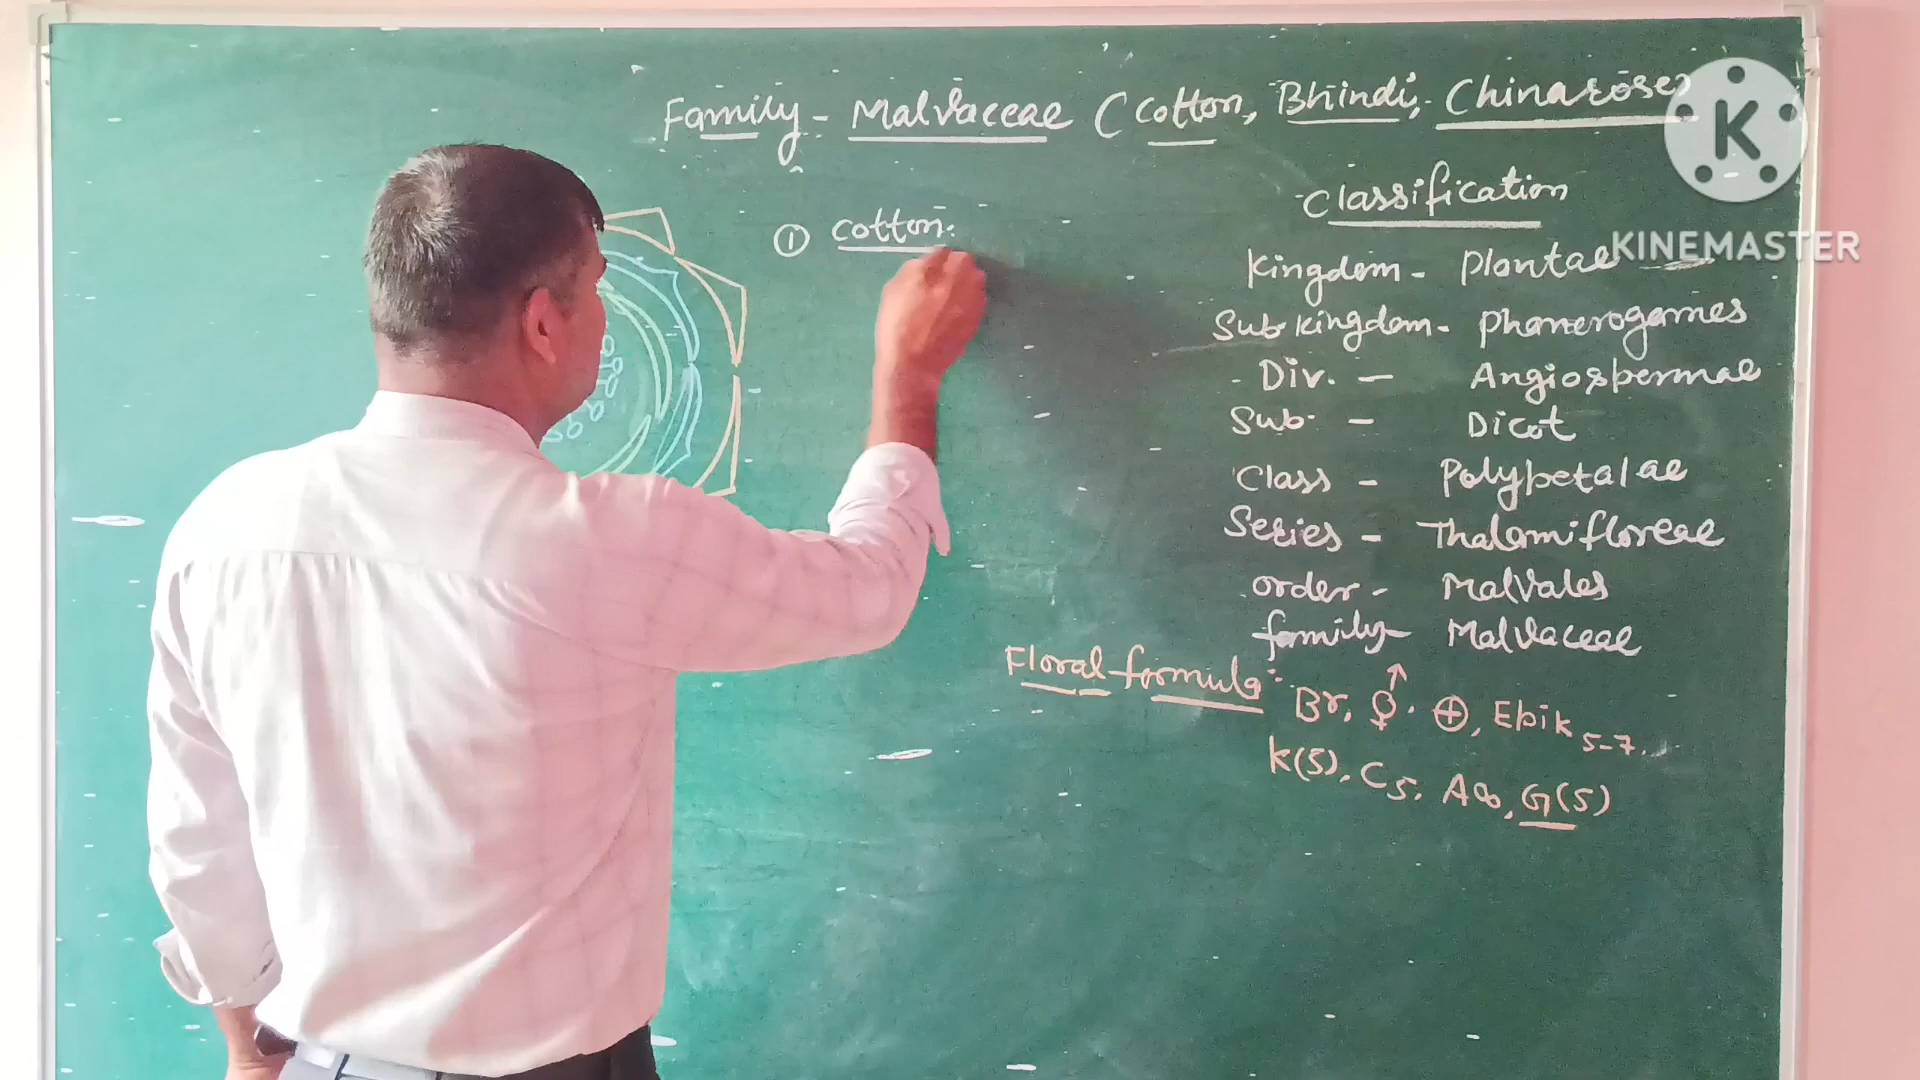 Family - Malvaceae (Cotton, Bhindi, Chinarose)
① Cotton:
Classification
Kingdom - Plantae
Sub-kingdom - Phanerogames
Div. - Angiospermae
Sub. - Dicot
Class - Polypetalae
Series - Thalamifloreae
order - Malvales
family - Malvaceae
Floral formula:- Br, ⚥, ⊕, Epik 5-7,
K(5), C5, A∞, G(5)
K
KINEMASTER